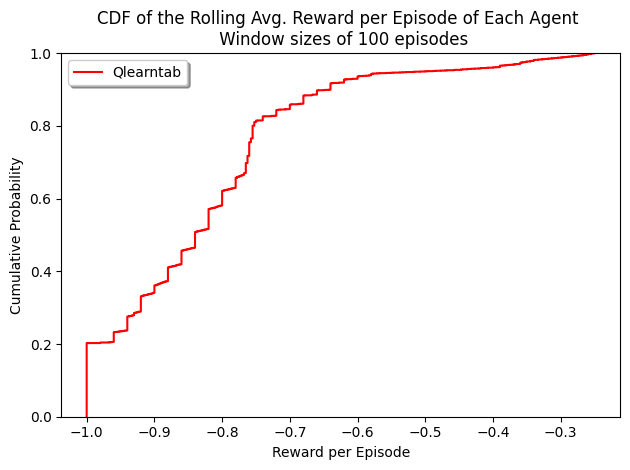 CDF of the Rolling Avg. Reward per Episode of Each Agent
Window sizes of 100 episodes
Qlearntab
Cumulative Probability
1.0
0.8
0.6
0.4
0.2
0.0
−1.0 −0.9 −0.8 −0.7 −0.6 −0.5 −0.4 −0.3
Reward per Episode